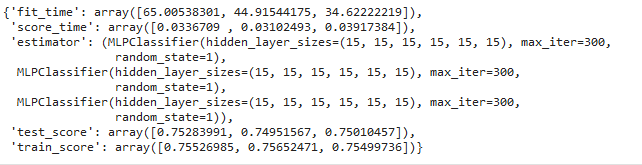 {'fit_time': array([65.00538301, 44.91544175, 34.62222219]),
 'score_time': array([0.0336709 , 0.03102493, 0.03917384]),
 'estimator': (MLPClassifier(hidden_layer_sizes=(15, 15, 15, 15, 15, 15), max_iter=300,
                random_state=1),
  MLPClassifier(hidden_layer_sizes=(15, 15, 15, 15, 15, 15), max_iter=300,
                random_state=1),
  MLPClassifier(hidden_layer_sizes=(15, 15, 15, 15, 15, 15), max_iter=300,
                random_state=1)),
 'test_score': array([0.75283991, 0.74951567, 0.75010457]),
 'train_score': array([0.75526985, 0.75652471, 0.75499736])}